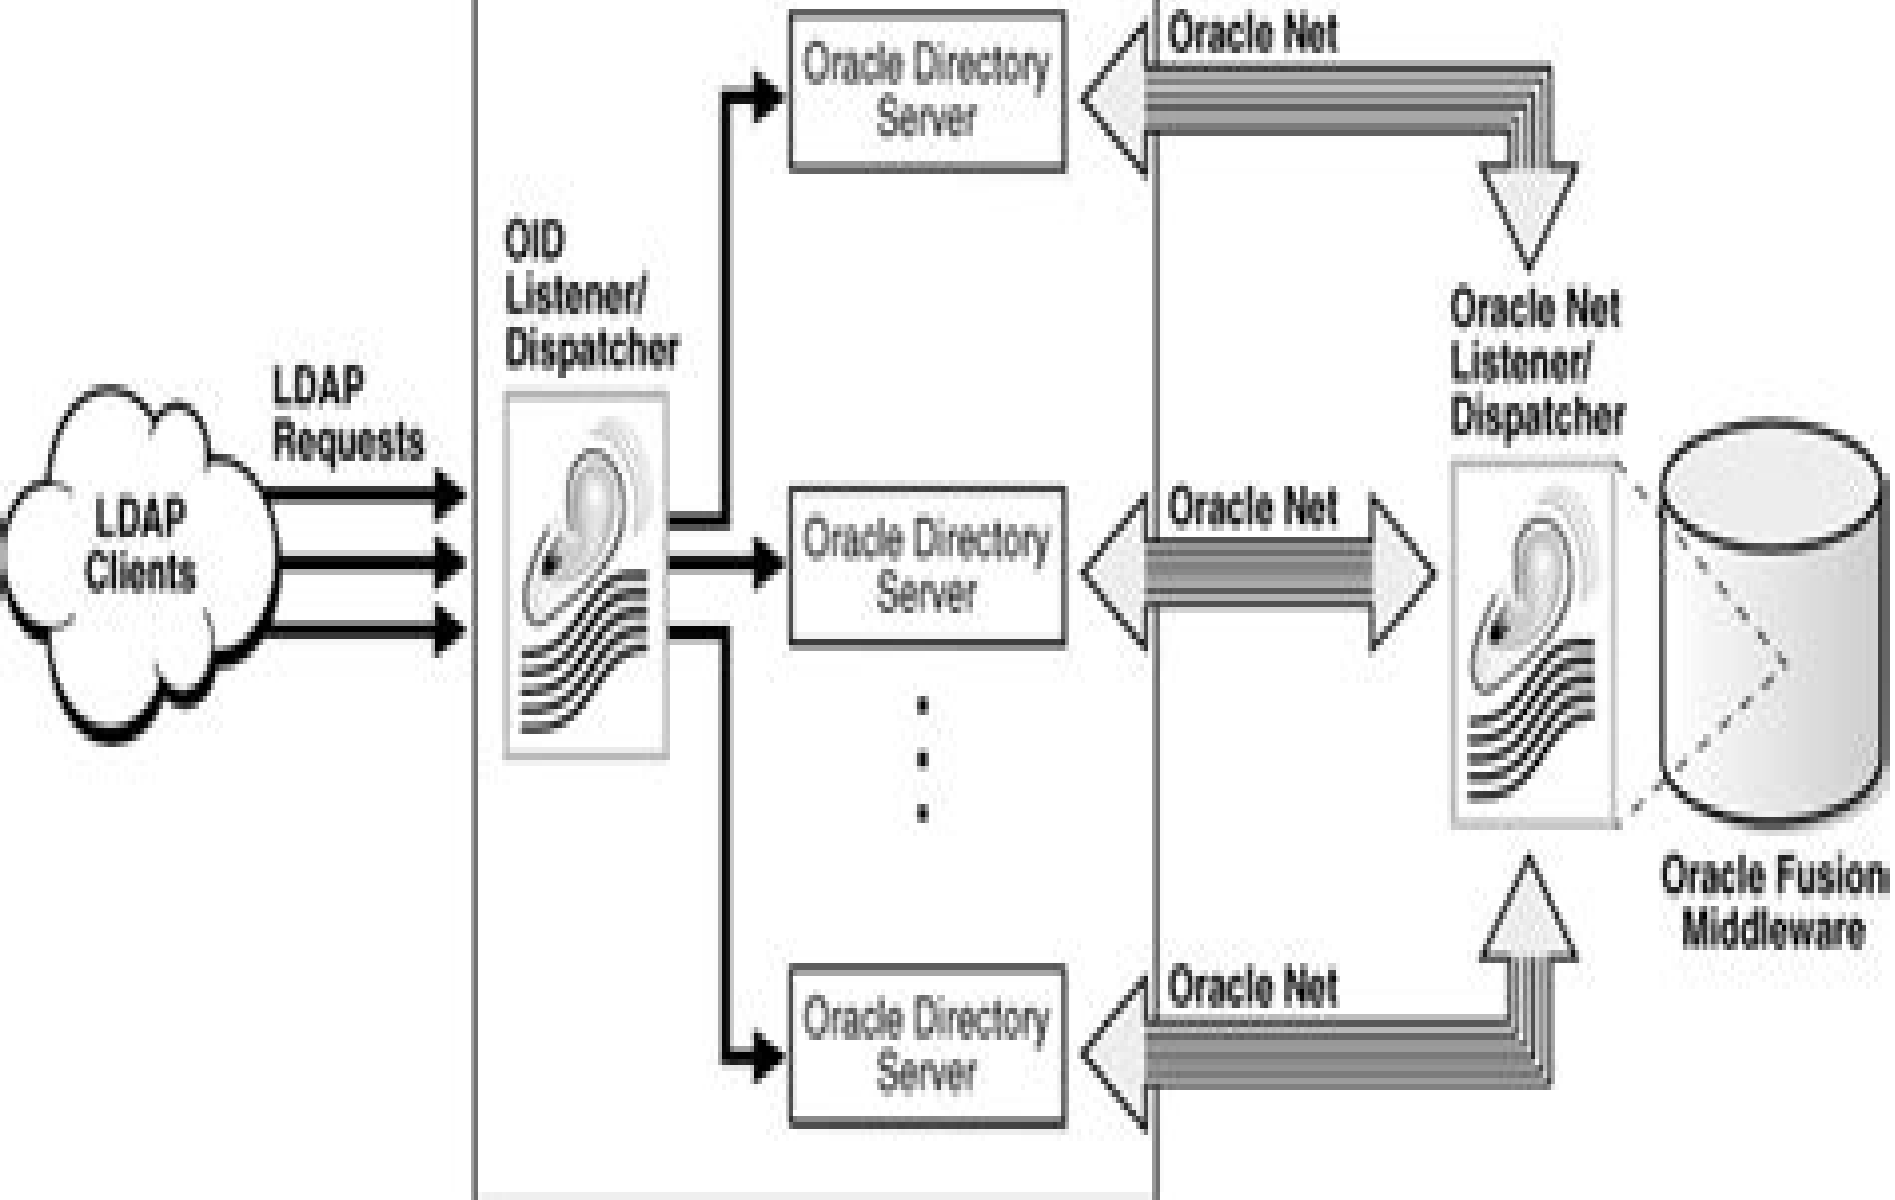 Oracle Directory
Server
Oracle Net
OID
Listener/
Dispatcher
LDAP
Requests
LDAP
Clients
Oracle Directory
Server
Oracle Net
Oracle Net
Listener/
Dispatcher
Oracle Fusion
Middleware
Oracle Directory
Server
Oracle Net